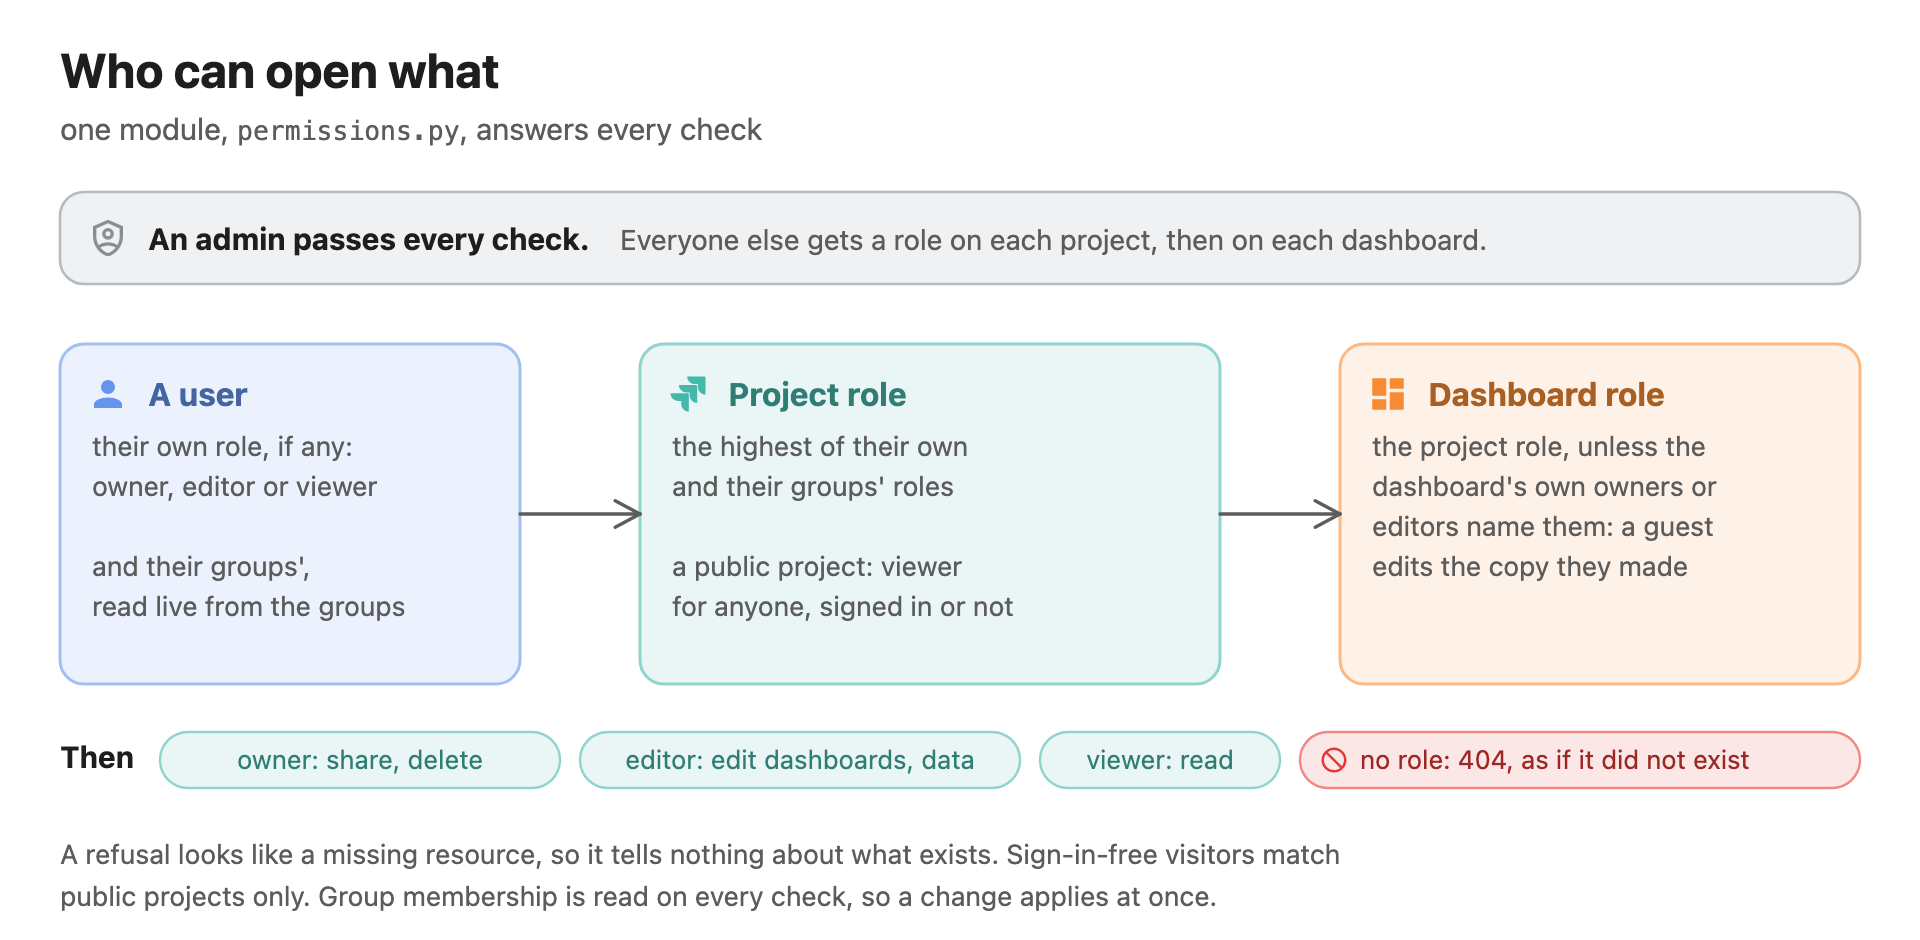 Who can open what
one module, permissions.py, answers every check
An admin passes every check. Everyone else gets a role on each project, then on each dashboard.
A user
their own role, if any:
owner, editor or viewer
and their groups',
read live from the groups
Project role
the highest of their own
and their groups' roles
a public project: viewer
for anyone, signed in or not
Dashboard role
the project role, unless the
dashboard's own owners or
editors name them: a guest
edits the copy they made
Then
owner: share, delete
editor: edit dashboards, data
viewer: read
no role: 404, as if it did not exist
A refusal looks like a missing resource, so it tells nothing about what exists. Sign-in-free visitors match
public projects only. Group membership is read on every check, so a change applies at once.